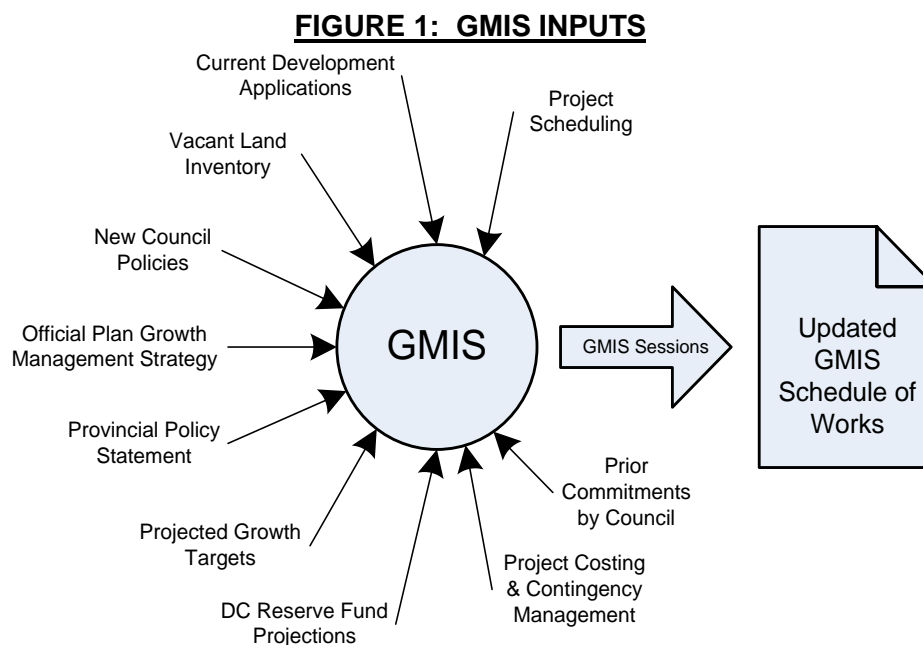 FIGURE 1: GMIS INPUTS
Current Development
Applications
Project
Scheduling
Vacant Land
Inventory
New Council
Policies
Official Plan Growth
Management Strategy
Provincial Policy
Statement
Projected Growth
Targets
DC Reserve Fund
Projections
Project Costing
& Contingency
Management
Prior
Commitments
by Council
GMIS
GMIS Sessions
Updated
GMIS
Schedule of
Works